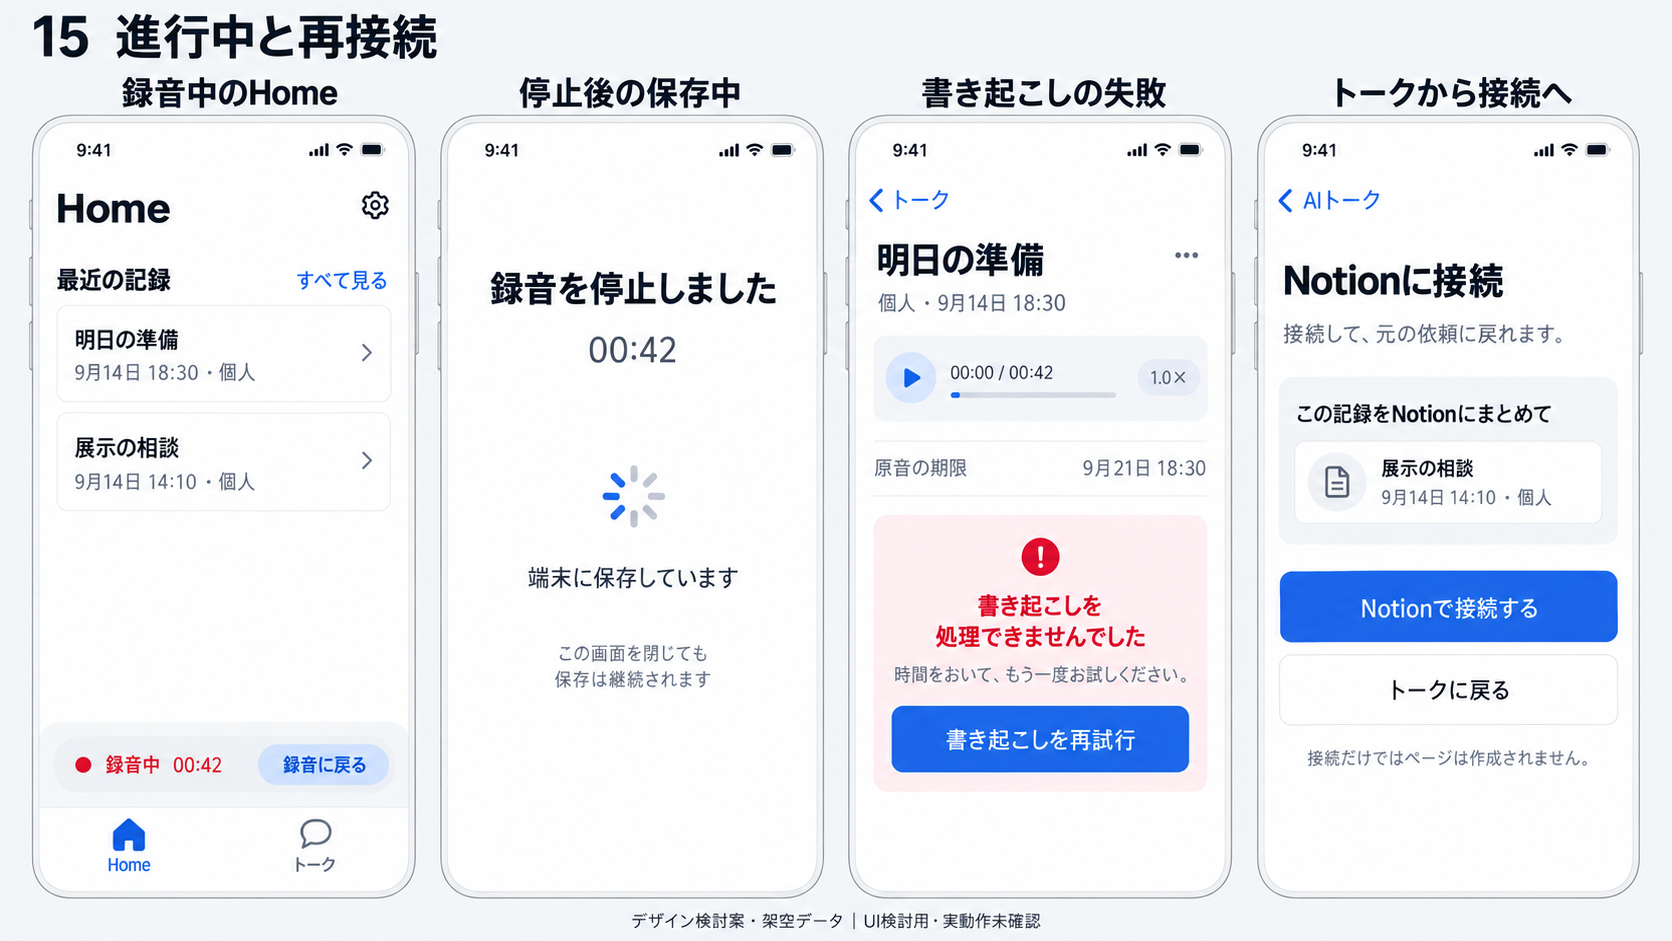 15 進行中と再接続
録音中のHome
9:41
Home
最近の記録 すべて見る
明日の準備
9月14日 18:30・個人
展示の相談
9月14日 14:10・個人
録音中 00:42 録音に戻る
Home トーク
停止後の保存中
9:41
録音を停止しました
00:42
端末に保存しています
この画面を閉じても
保存は継続されます
書き起こしの失敗
9:41
トーク
明日の準備
個人・9月14日 18:30
00:00 / 00:42 1.0×
原音の期限 9月21日 18:30
書き起こしを
処理できませんでした
時間をおいて、もう一度お試しください。
書き起こしを再試行
トークから接続へ
9:41
AIトーク
Notionに接続
接続して、元の依頼に戻れます。
この記録をNotionにまとめて
展示の相談
9月14日 14:10・個人
Notionで接続する
トークに戻る
接続だけではページは作成されません。
デザイン検討案・架空データ｜UI検討用・実動作未確認